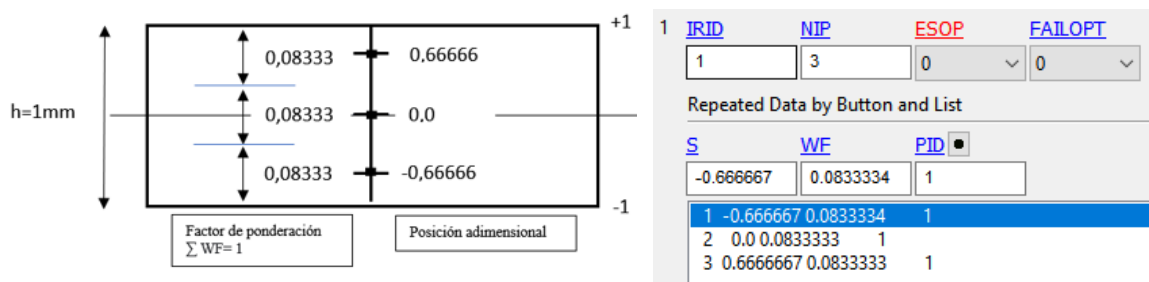 +1
0,08333 0,66666
h=1mm 0,08333 0.0
0,08333 -0,66666
-1
Factor de ponderación
∑ WF= 1
Posición adimensional
1 IRID NIP ESOP FAILOPT
1 3 0 0
Repeated Data by Button and List
S WF PID
-0.666667 0.0833334 1
1 -0.666667 0.0833334 1
2 0.0 0.0833333 1
3 0.6666667 0.0833333 1